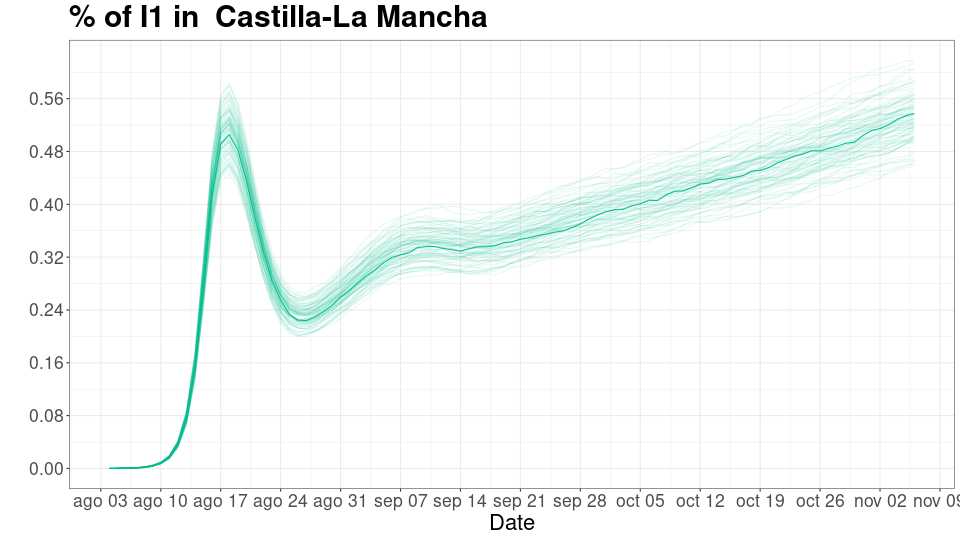 % of I1 in  Castilla-La Mancha
0.56
0.48
0.40
0.32
0.24
0.16
0.08
0.00
ago 03 ago 10 ago 17 ago 24 ago 31 sep 07 sep 14 sep 21 sep 28 oct 05 oct 12 oct 19 oct 26 nov 02 nov 09
Date